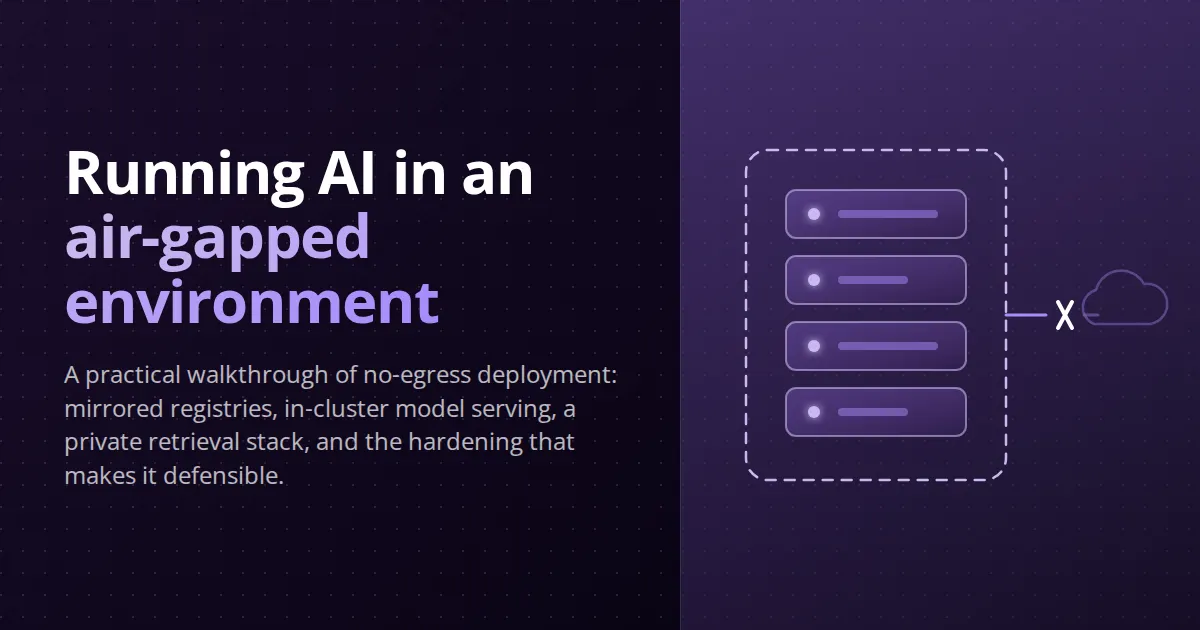 Running AI in an
air-gapped
environment
A practical walkthrough of no-egress deployment:
mirrored registries, in-cluster model serving, a
private retrieval stack, and the hardening that
makes it defensible.